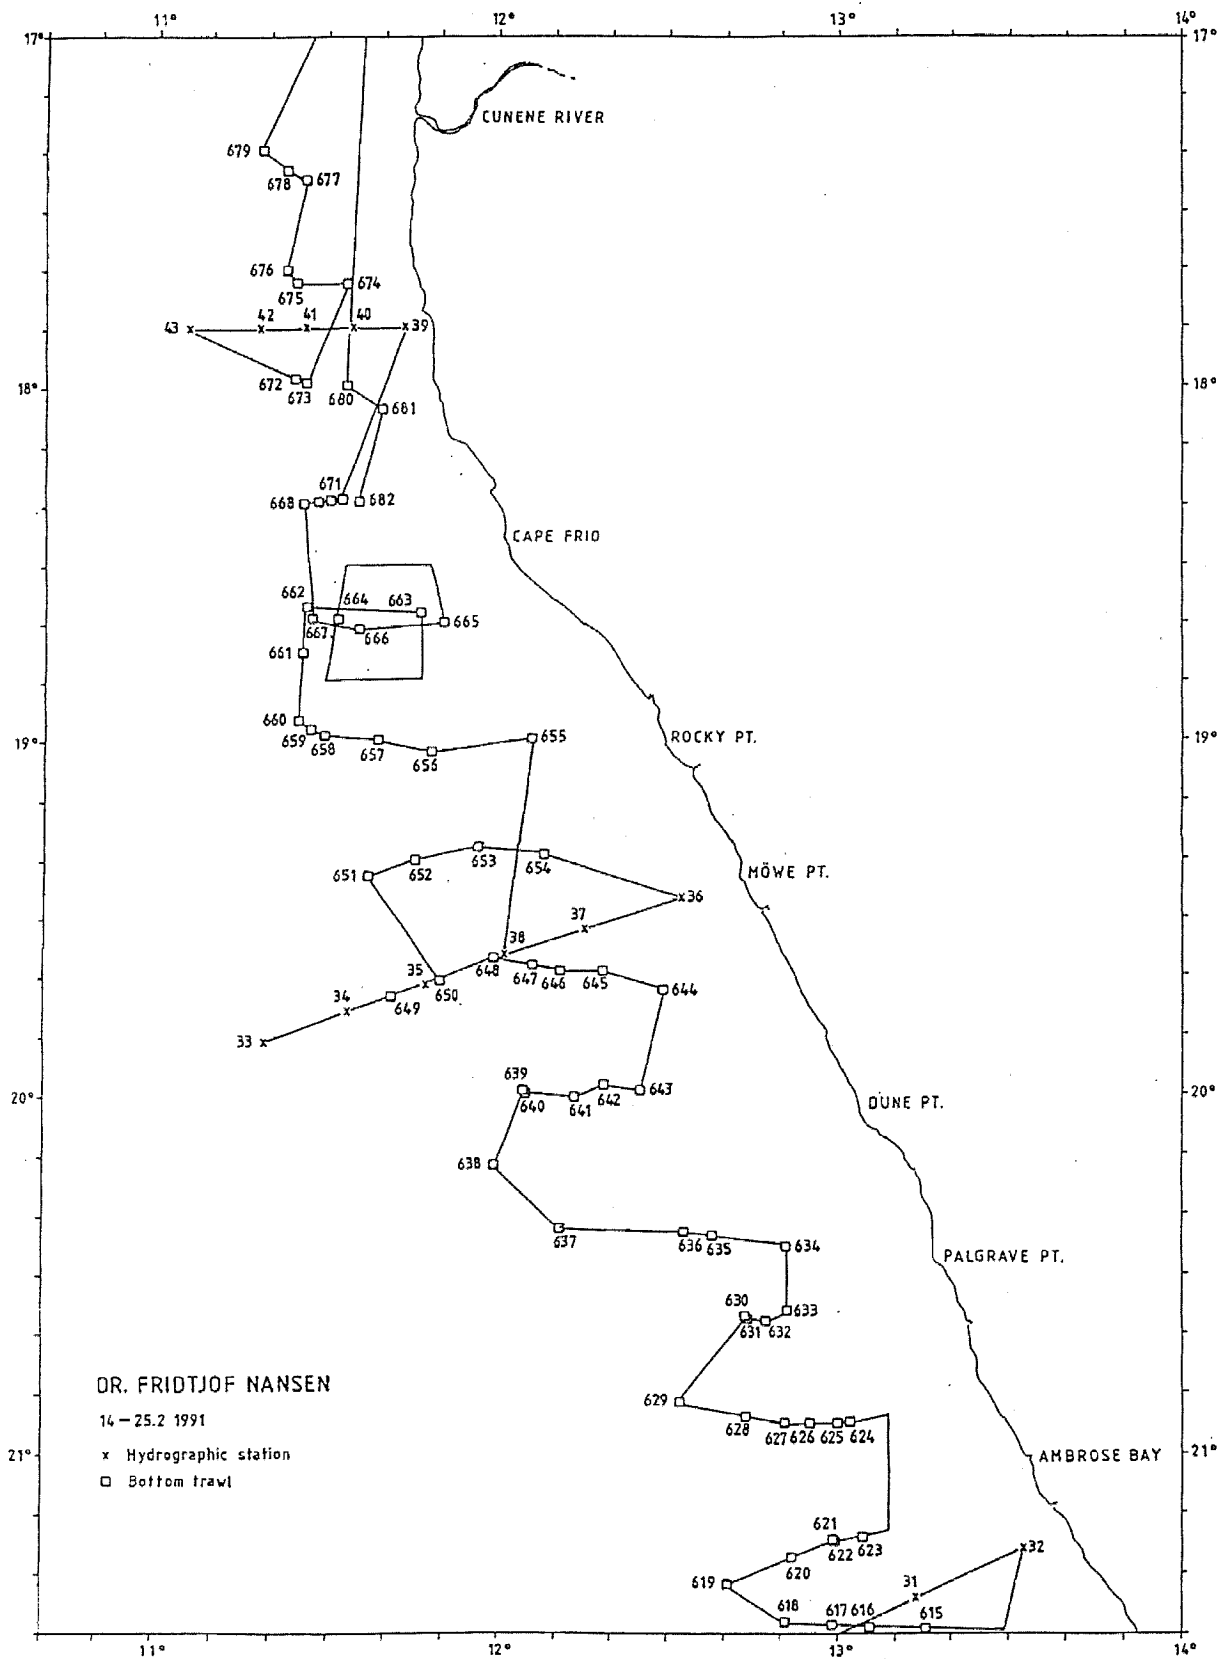 11° 12° 13° 14°
17° 17°
CUNENE RIVER
679
678 677
676
675 674
43 42 41 40 39
672 673 680
18° 18°
681
671
668 682
CAPE FRIO
662 664 663
667 666 665
661
660
659 658 657 656 655
ROCKY PT.
19° 19°
653
652 654
651
MÖWE PT.
36
37
38
35 648 647 646 645
34 649 650 644
33
639
640 641 642 643
20° 20°
DUNE PT.
638
637 636 635 634
PALGRAVE PT.
630 633
631 632
DR. FRIDTJOF NANSEN
14-25.2 1991
x Hydrographic station
□ Bottom trawl
629
628 627 626 625 624
21° 21°
AMBROSE BAY
621
622 623
620 32
619 31
618 617 616 615
11° 12° 13° 14°